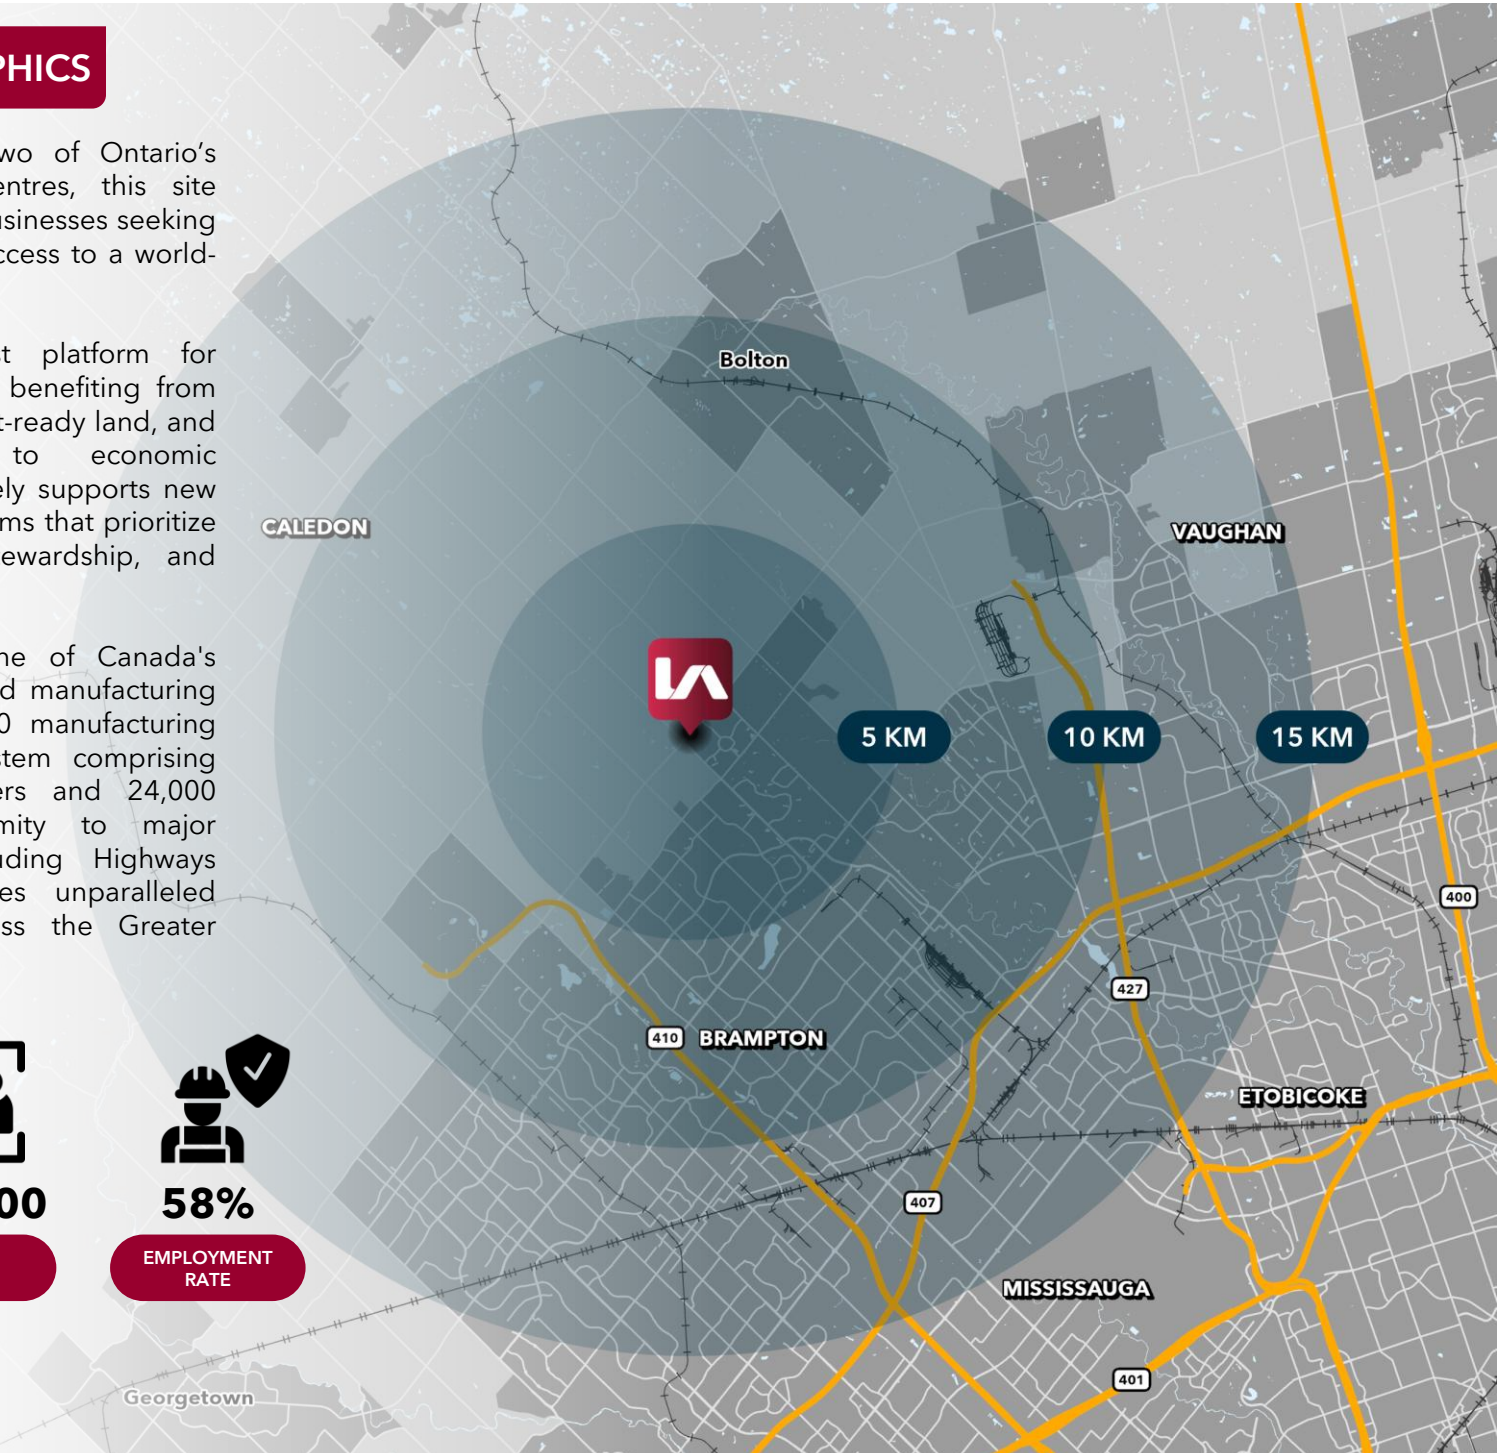 PHICS
wo of Ontario's
entres, this site
usinesses seeking
ccess to a world-
st platform for
benefiting from
t-ready land, and
to economic
ely supports new
ms that prioritize
ewardship, and
ne of Canada's
d manufacturing
0 manufacturing
stem comprising
ers and 24,000
mity to major
uding Highways
es unparalleled
ss the Greater
00
58%
EMPLOYMENT
RATE
Bolton
CALEDON
VAUGHAN
5 KM
10 KM
15 KM
400
427
410
BRAMPTON
ETOBICOKE
407
MISSISSAUGA
401
Georgetown